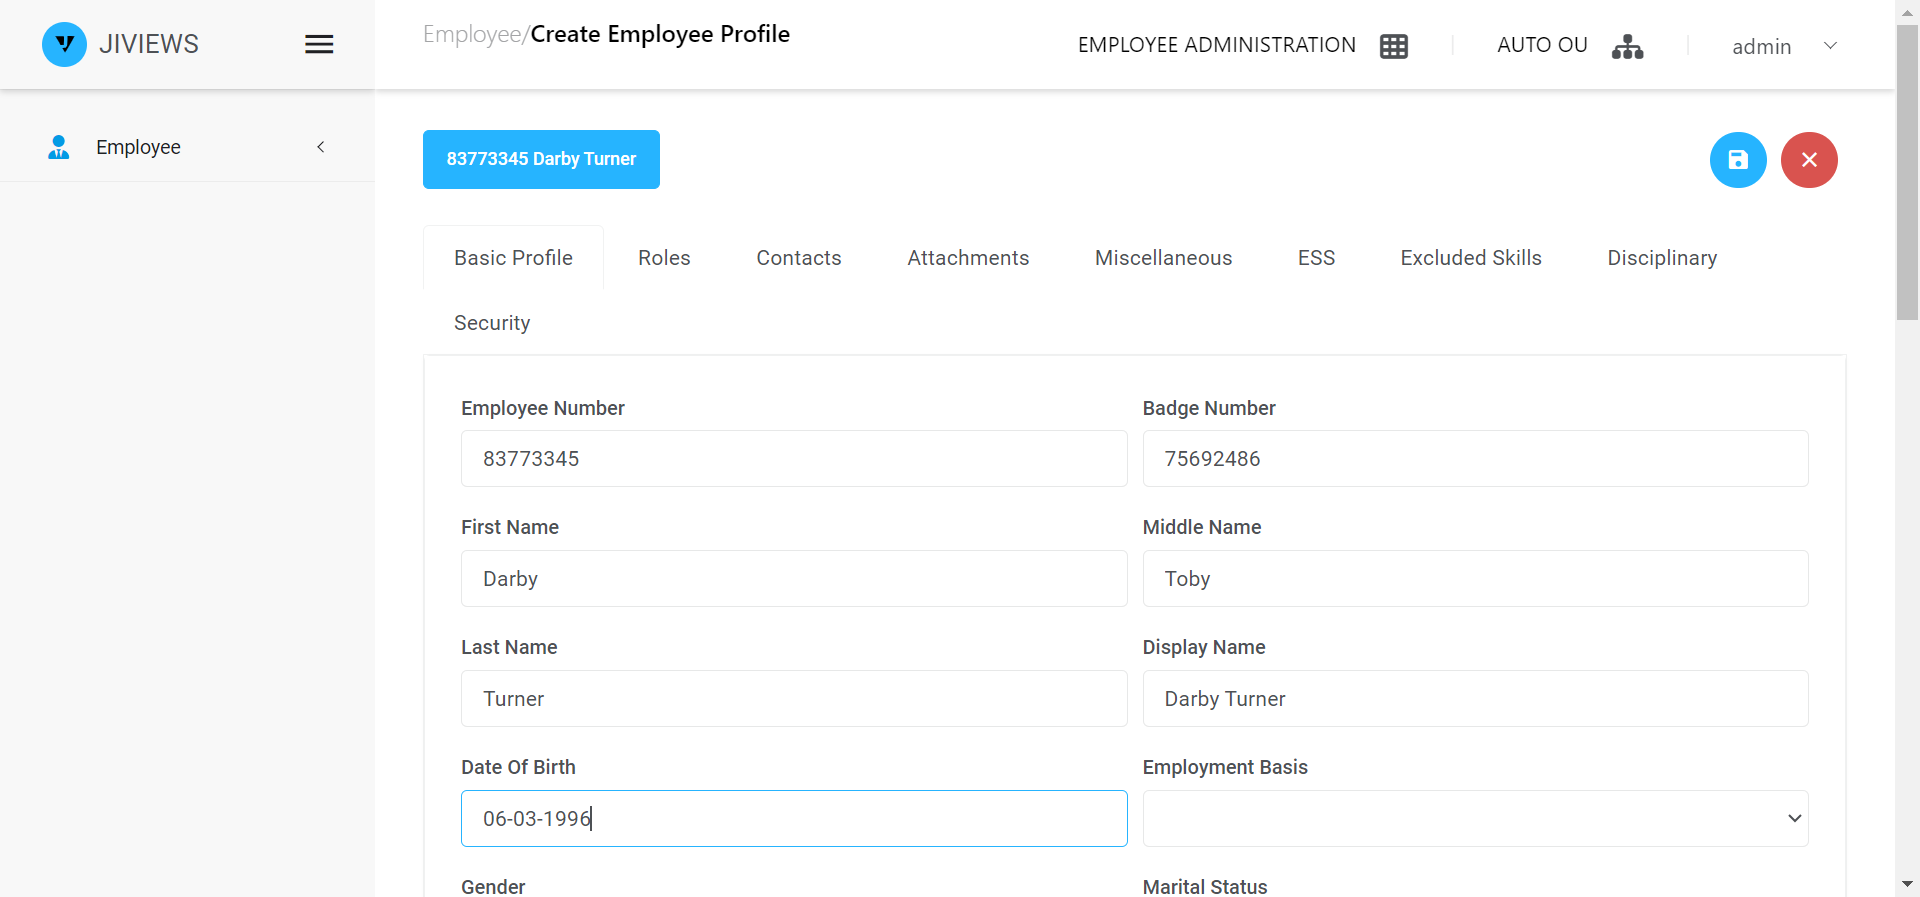 JIVIEWS
Employee/Create Employee Profile
EMPLOYEE ADMINISTRATION
AUTO OU
admin
Employee
83773345 Darby Turner
Basic Profile
Roles
Contacts
Attachments
Miscellaneous
ESS
Excluded Skills
Disciplinary
Security
Employee Number
Badge Number
83773345
75692486
First Name
Middle Name
Darby
Toby
Last Name
Display Name
Turner
Darby Turner
Date Of Birth
Employment Basis
06-03-1996
Gender
Marital Status